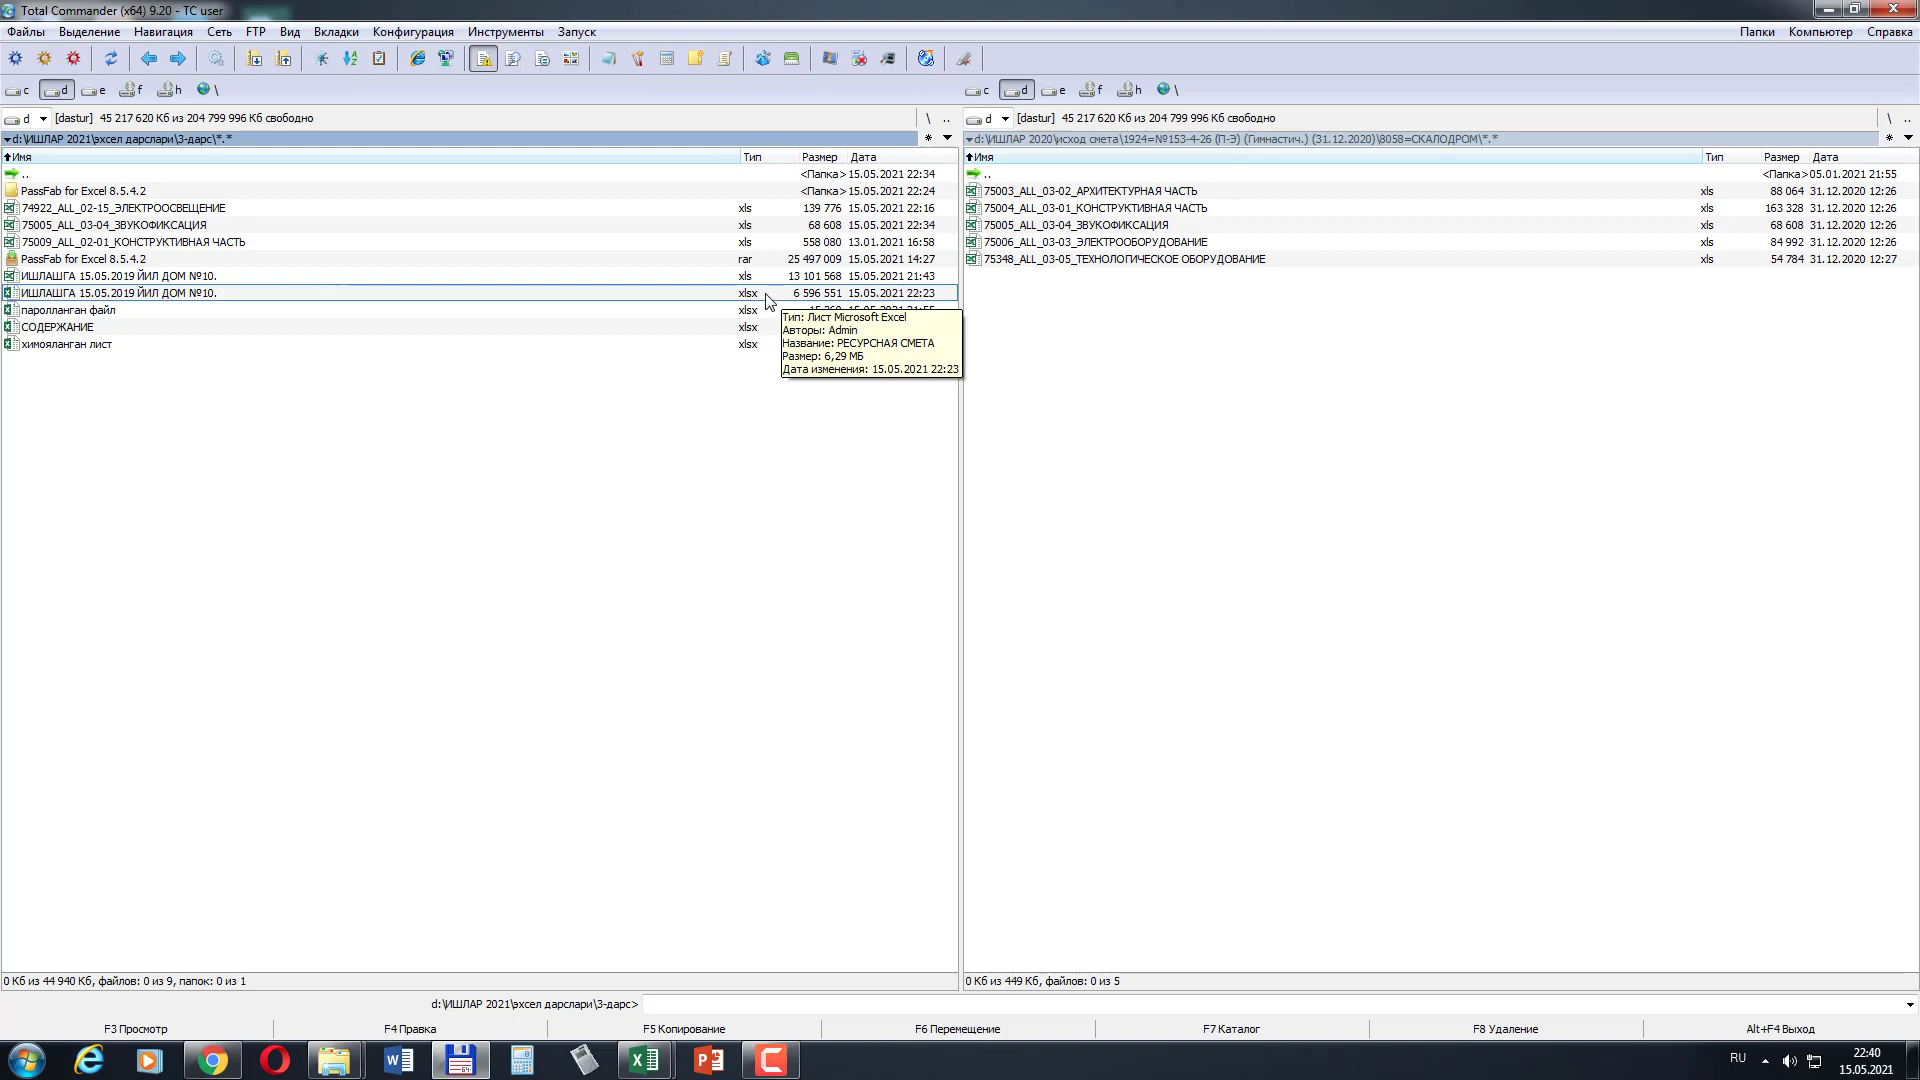 Total Commander (x64) 9.20 - TC user
Файлы Выделение Навигация Сеть FTP Вид Вкладки Конфигурация Инструменты Запуск Папки Компьютер Справка
c d e f h \ c d e f h \
d [dastur] 45 217 620 Кб из 204 799 996 Кб свободно \ .. d [dastur] 45 217 620 Кб из 204 799 996 Кб свободно \ ..
d:\ИШЛАР 2021\эхсел дарслари\3-дарс\*.* * d:\ИШЛАР 2020\исход смета\1924=№153-4-26 (П-Э) (Гимнастич.) (31.12.2020)\8058=СКАЛОДРОМ\*.* *
Имя Тип Размер Дата
.. <Папка> 15.05.2021 22:34
PassFab for Excel 8.5.4.2 <Папка> 15.05.2021 22:24
74922_ALL_02-15_ЭЛЕКТРООСВЕЩЕНИЕ xls 139 776 15.05.2021 22:16
75005_ALL_03-04_ЗВУКОФИКСАЦИЯ xls 68 608 15.05.2021 22:34
75009_ALL_02-01_КОНСТРУКТИВНАЯ ЧАСТЬ xls 558 080 13.01.2021 16:58
PassFab for Excel 8.5.4.2 rar 25 497 009 15.05.2021 14:27
ИШЛАШГА 15.05.2019 ЙИЛ ДОМ №10. xls 13 101 568 15.05.2021 21:43
ИШЛАШГА 15.05.2019 ЙИЛ ДОМ №10. xlsx 6 596 551 15.05.2021 22:23
паролланган файл xlsx
СОДЕРЖАНИЕ xlsx
химояланган лист xlsx
Тип: Лист Microsoft Excel
Авторы: Admin
Название: РЕСУРСНАЯ СМЕТА
Размер: 6,29 МБ
Дата изменения: 15.05.2021 22:23
Имя Тип Размер Дата
.. <Папка> 05.01.2021 21:55
75003_ALL_03-02_АРХИТЕКТУРНАЯ ЧАСТЬ xls 88 064 31.12.2020 12:26
75004_ALL_03-01_КОНСТРУКТИВНАЯ ЧАСТЬ xls 163 328 31.12.2020 12:26
75005_ALL_03-04_ЗВУКОФИКСАЦИЯ xls 68 608 31.12.2020 12:26
75006_ALL_03-03_ЭЛЕКТРООБОРУДОВАНИЕ xls 84 992 31.12.2020 12:26
75348_ALL_03-05_ТЕХНОЛОГИЧЕСКОЕ ОБОРУДОВАНИЕ xls 54 784 31.12.2020 12:27
0 Кб из 44 940 Кб, файлов: 0 из 9, папок: 0 из 1 0 Кб из 449 Кб, файлов: 0 из 5
d:\ИШЛАР 2021\эхсел дарслари\3-дарс>
F3 Просмотр F4 Правка F5 Копирование F6 Перемещение F7 Каталог F8 Удаление Alt+F4 Выход
RU 22:40
15.05.2021